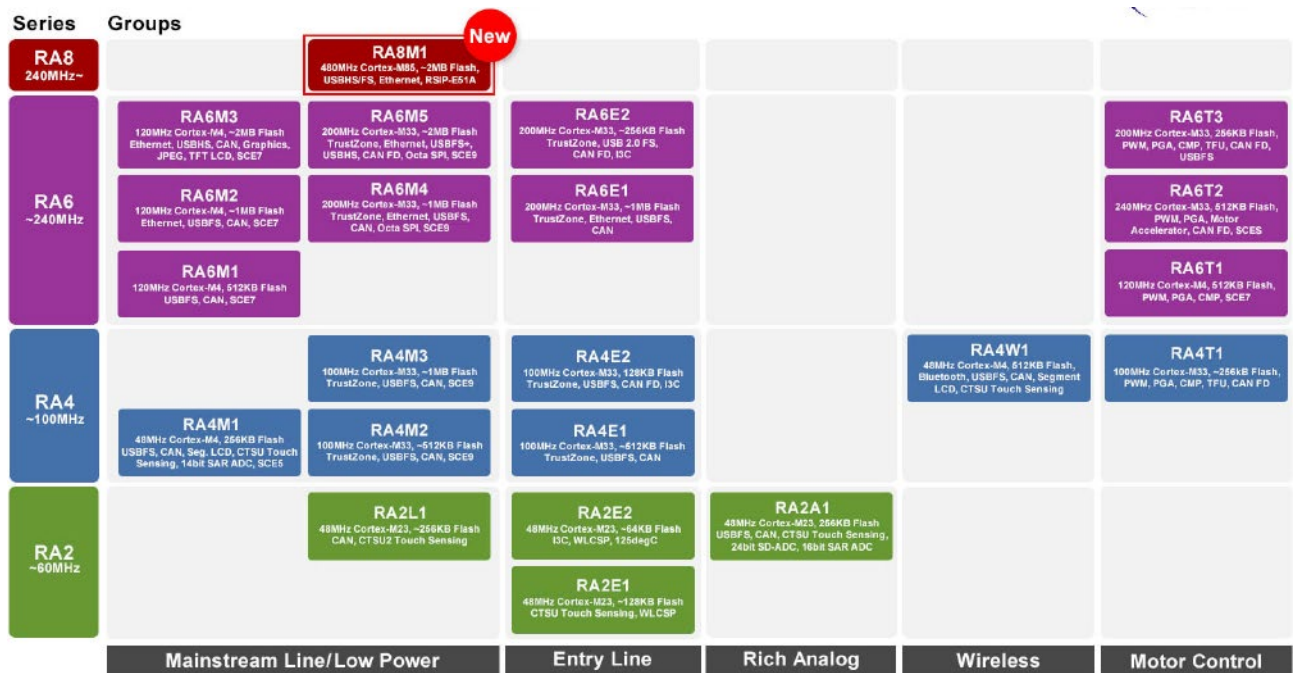 Series Groups
New
RA8
240MHz~
RA8M1
480MHz Cortex-M85, ~2MB Flash,
USBHS/FS, Ethernet, RSIP-E51A
RA6
~240MHz
RA6M3
120MHz Cortex-M4, ~2MB Flash
Ethernet, USBHS, CAN, Graphics,
JPEG, TFT LCD, SCE7
RA6M5
200MHz Cortex-M33, ~2MB Flash
TrustZone, Ethernet, USBFS+,
USBHS, CAN FD, Octa SPI, SCE9
RA6E2
200MHz Cortex-M33, ~256KB Flash
TrustZone, USB 2.0 FS,
CAN FD, I3C
RA6T3
200MHz Cortex-M33, 256KB Flash,
PWM, PGA, CMP, TFU, CAN FD,
USBFS
RA6M2
120MHz Cortex-M4, ~1MB Flash
Ethernet, USBFS, CAN, SCE7
RA6M4
200MHz Cortex-M33, ~1MB Flash
TrustZone, Ethernet, USBFS,
CAN, Octa SPI, SCE9
RA6E1
200MHz Cortex-M33, ~1MB Flash
TrustZone, Ethernet, USBFS,
CAN
RA6T2
240MHz Cortex-M33, 512KB Flash,
PWM, PGA, Motor
Accelerator, CAN FD, SCE5
RA6M1
120MHz Cortex-M4, 512KB Flash
USBFS, CAN, SCE7
RA6T1
120MHz Cortex-M4, 512KB Flash,
PWM, PGA, CMP, SCE7
RA4
~100MHz
RA4M3
100MHz Cortex-M33, ~1MB Flash
TrustZone, USBFS, CAN, SCE9
RA4E2
100MHz Cortex-M33, 128KB Flash
TrustZone, USBFS, CAN FD, I3C
RA4W1
48MHz Cortex-M4, 512KB Flash,
Bluetooth, USBFS, CAN, Segment
LCD, CTSU Touch Sensing
RA4T1
100MHz Cortex-M33, ~256kB Flash,
PWM, PGA, CMP, TFU, CAN FD
RA4M1
48MHz Cortex-M4, 256KB Flash
USBFS, CAN, Seg. LCD, CTSU Touch
Sensing, 14bit SAR ADC, SCE5
RA4M2
100MHz Cortex-M33, ~512KB Flash
TrustZone, USBFS, CAN, SCE9
RA4E1
100MHz Cortex-M33, ~512KB Flash
TrustZone, USBFS, CAN
RA2
~60MHz
RA2L1
48MHz Cortex-M23, ~256KB Flash
CAN, CTSU2 Touch Sensing
RA2E2
48MHz Cortex-M23, ~64KB Flash
I3C, WLCSP, 125degC
RA2A1
48MHz Cortex-M23, 256KB Flash
USBFS, CAN, CTSU Touch Sensing,
24bit SD-ADC, 16bit SAR ADC
RA2E1
48MHz Cortex-M23, ~128KB Flash
CTSU Touch Sensing, WLCSP
Mainstream Line/Low Power Entry Line Rich Analog Wireless Motor Control